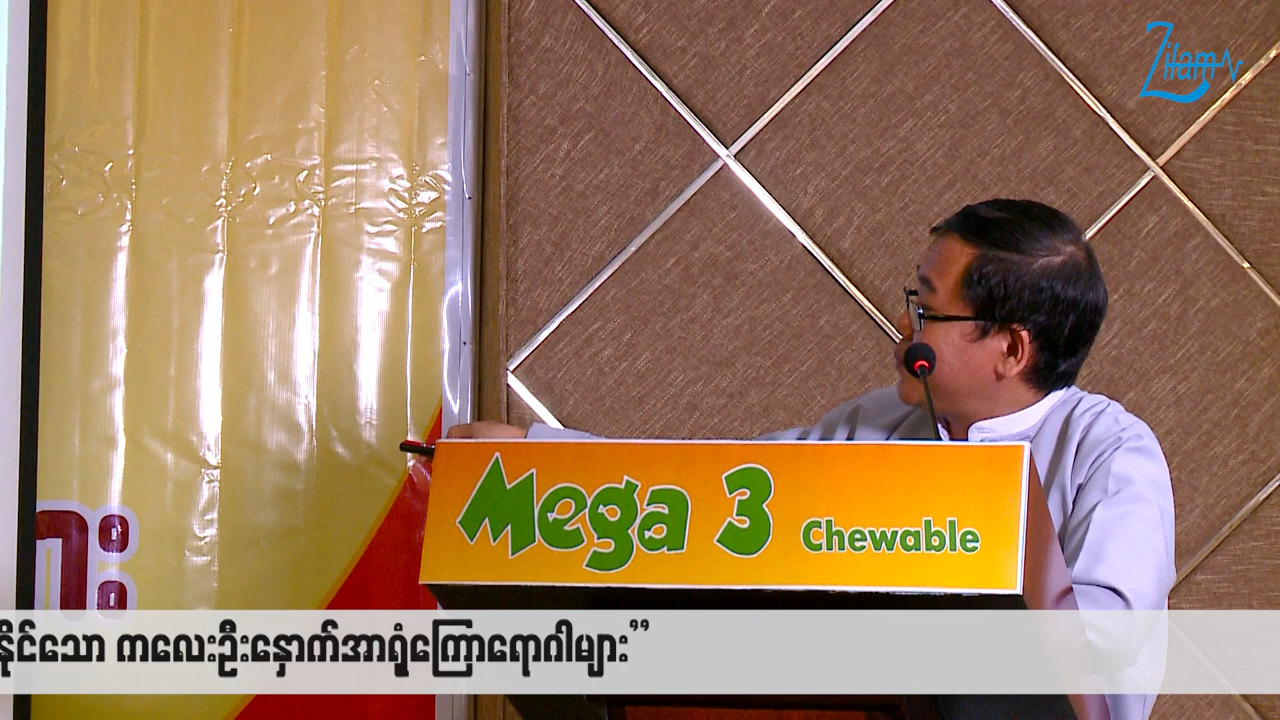 Zifam
Mega 3 Chewable
နိုင်သော ကလေးဦးနှောက်အာရုံကြောရောဂါများ”